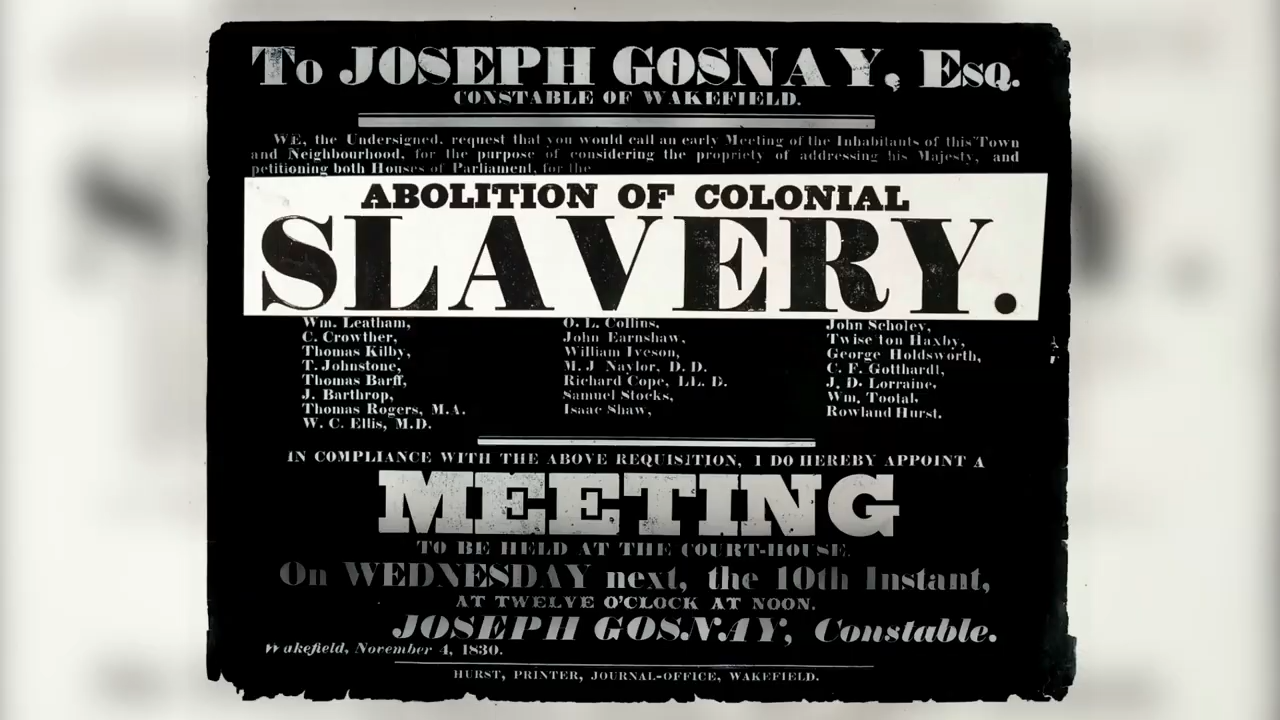 To JOSEPH GOSNAY, Esq.
CONSTABLE OF WAKEFIELD.
WE, the Undersigned, request that you would call an early Meeting of the Inhabitants of this Town
and Neighbourhood, for the purpose of considering the propriety of addressing his Majesty, and
petitioning both Houses of Parliament, for the
ABOLITION OF COLONIAL
SLAVERY.
Wm. Leatham,
C. Crowther,
Thomas Kilby,
T. Johnstone,
Thomas Barff,
J. Barthrop,
Thomas Rogers, M.A.
W. C. Ellis, M.D.
O. L. Collins,
John Earnshaw,
William Iveson,
M. J Naylor, D. D.
Richard Cope, LL. D.
Samuel Stocks,
Isaac Shaw,
John Scholey,
Twiselton Haxby,
George Holdsworth,
C. F. Gotthardt,
J. D. Lorraine,
Wm. Tootal,
Rowland Hurst.
IN COMPLIANCE WITH THE ABOVE REQUISITION, I DO HEREBY APPOINT A
MEETING
TO BE HELD AT THE COURT-HOUSE.
On WEDNESDAY next, the 10th Instant,
AT TWELVE O'CLOCK AT NOON.
JOSEPH GOSNAY, Constable.
Wakefield, November 4, 1830.
HURST, PRINTER, JOURNAL-OFFICE, WAKEFIELD.